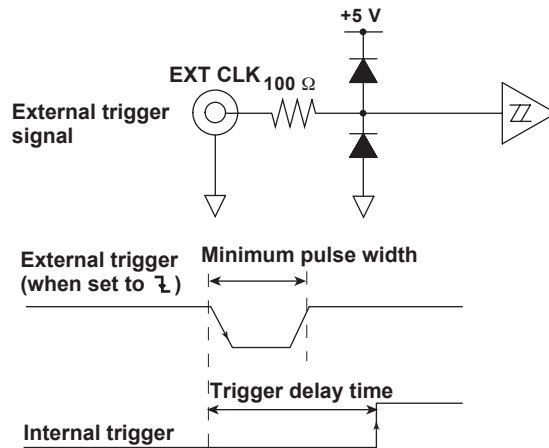 +5 V
EXT CLK
100 Ω
External trigger
signal
Minimum pulse width
External trigger
(when set to )
Trigger delay time
Internal trigger